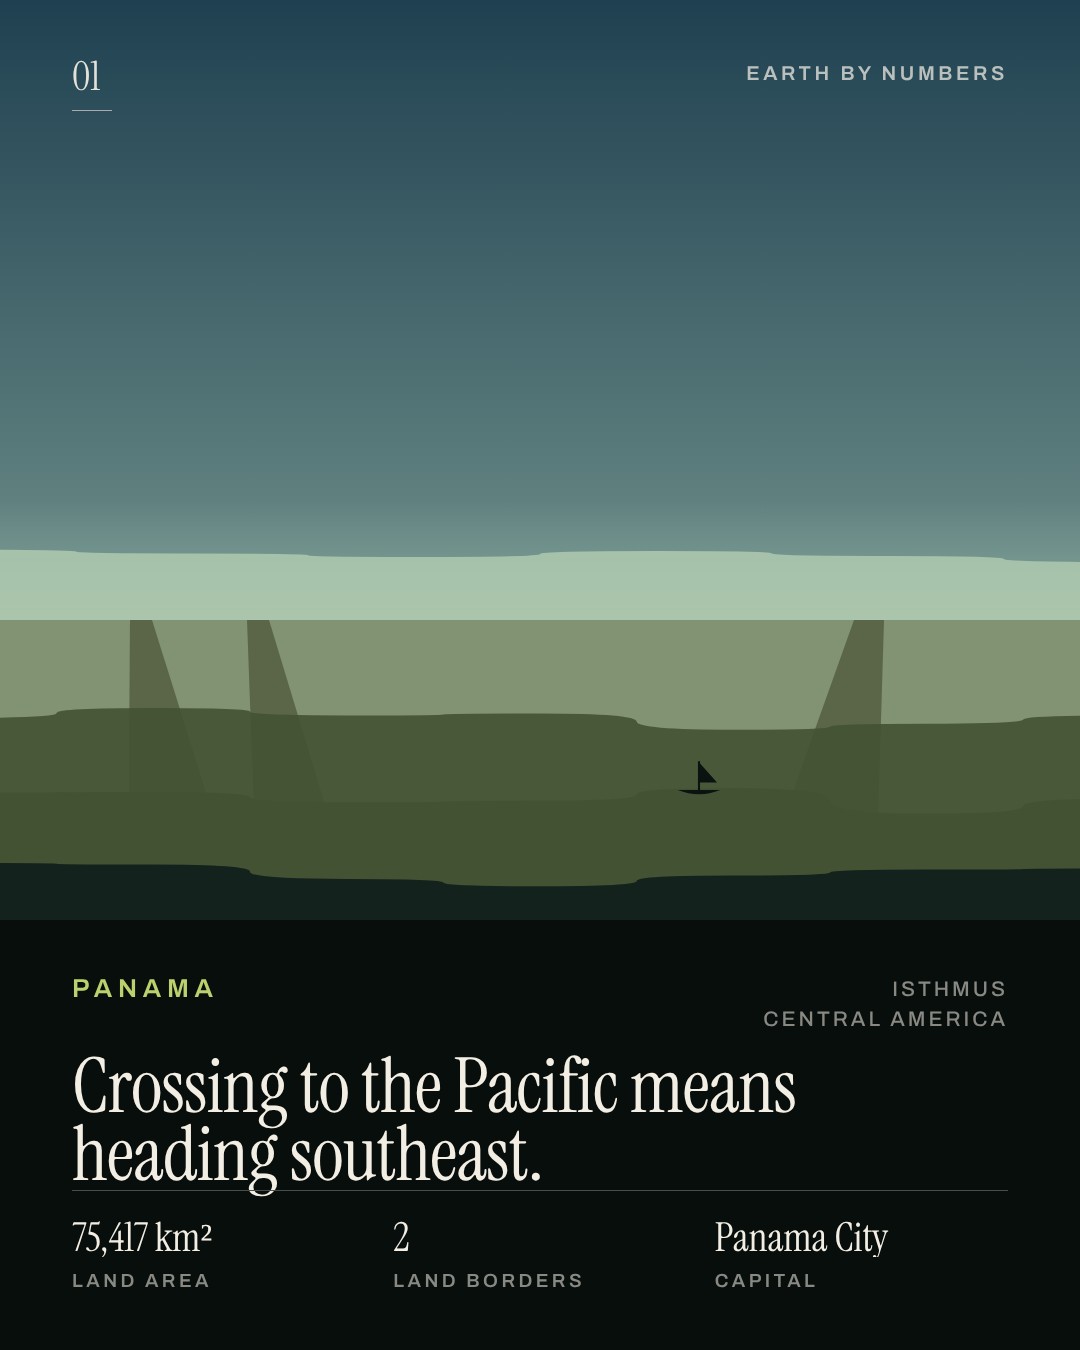 01
EARTH BY NUMBERS
PANAMA
ISTHMUS
CENTRAL AMERICA
Crossing to the Pacific means
heading southeast.
75,417 km²
LAND AREA
2
LAND BORDERS
Panama City
CAPITAL